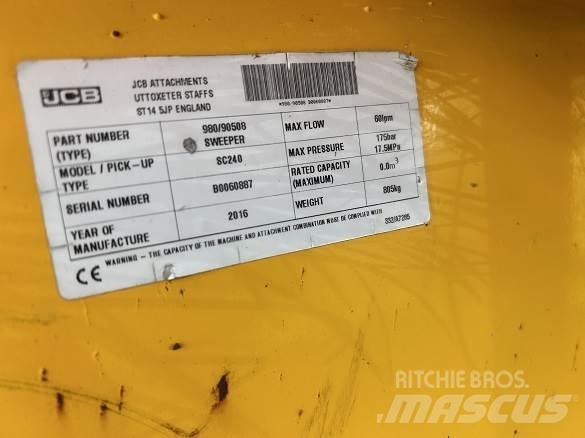 JCB
JCB ATTACHMENTS
UTTOXETER STAFFS
ST14 5JP ENGLAND
PART NUMBER (TYPE) 980/90508 SWEEPER MAX FLOW 60lpm
MODEL / PICK-UP TYPE SC240 MAX PRESSURE 175bar 17.5MPa
SERIAL NUMBER B0060887 RATED CAPACITY (MAXIMUM) 0.0m³
YEAR OF MANUFACTURE 2016 WEIGHT 805kg
WARNING - THE CAPACITY OF THE MACHINE AND ATTACHMENT COMBINATION MUST BE COMPLIED WITH
CE
RITCHIE BROS.
MASCUS